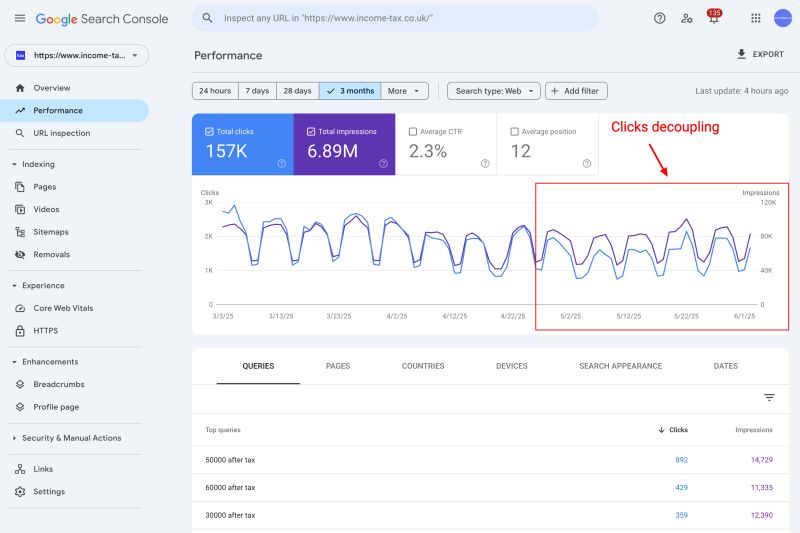 Google Search Console
Inspect any URL in "https://www.income-tax.co.uk/"
135
https://www.income-ta...
Performance
EXPORT
24 hours
7 days
28 days
3 months
More
Search type: Web
Add filter
Last update: 4 hours ago
Overview
Performance
URL inspection
Indexing
Pages
Videos
Sitemaps
Removals
Experience
Core Web Vitals
HTTPS
Enhancements
Breadcrumbs
Profile page
Security & Manual Actions
Links
Settings
Total clicks
157K
Total impressions
6.89M
Average CTR
2.3%
Average position
12
Clicks decoupling
Clicks
Impressions
3K
120K
2K
80K
1K
40K
0
0
3/3/25
3/13/25
3/23/25
4/2/25
4/12/25
4/22/25
5/2/25
5/12/25
5/22/25
6/1/25
QUERIES
PAGES
COUNTRIES
DEVICES
SEARCH APPEARANCE
DATES
Top queries
Clicks
Impressions
50000 after tax
892
14,729
60000 after tax
429
11,335
30000 after tax
359
12,390